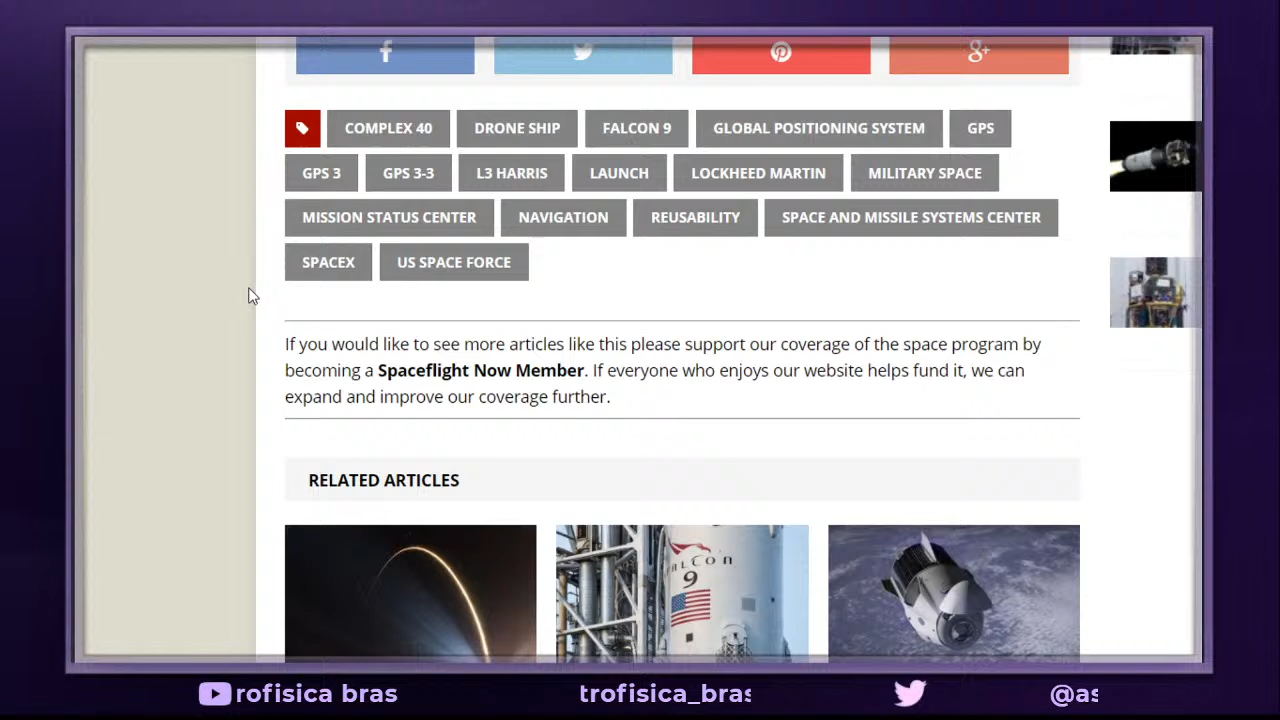 f
g+
COMPLEX 40 DRONE SHIP FALCON 9 GLOBAL POSITIONING SYSTEM GPS
GPS 3 GPS 3-3 L3 HARRIS LAUNCH LOCKHEED MARTIN MILITARY SPACE
MISSION STATUS CENTER NAVIGATION REUSABILITY SPACE AND MISSILE SYSTEMS CENTER
SPACEX US SPACE FORCE
If you would like to see more articles like this please support our coverage of the space program by
becoming a Spaceflight Now Member. If everyone who enjoys our website helps fund it, we can
expand and improve our coverage further.
RELATED ARTICLES
FALCON
9
rofisica bras trofisica_bras @as